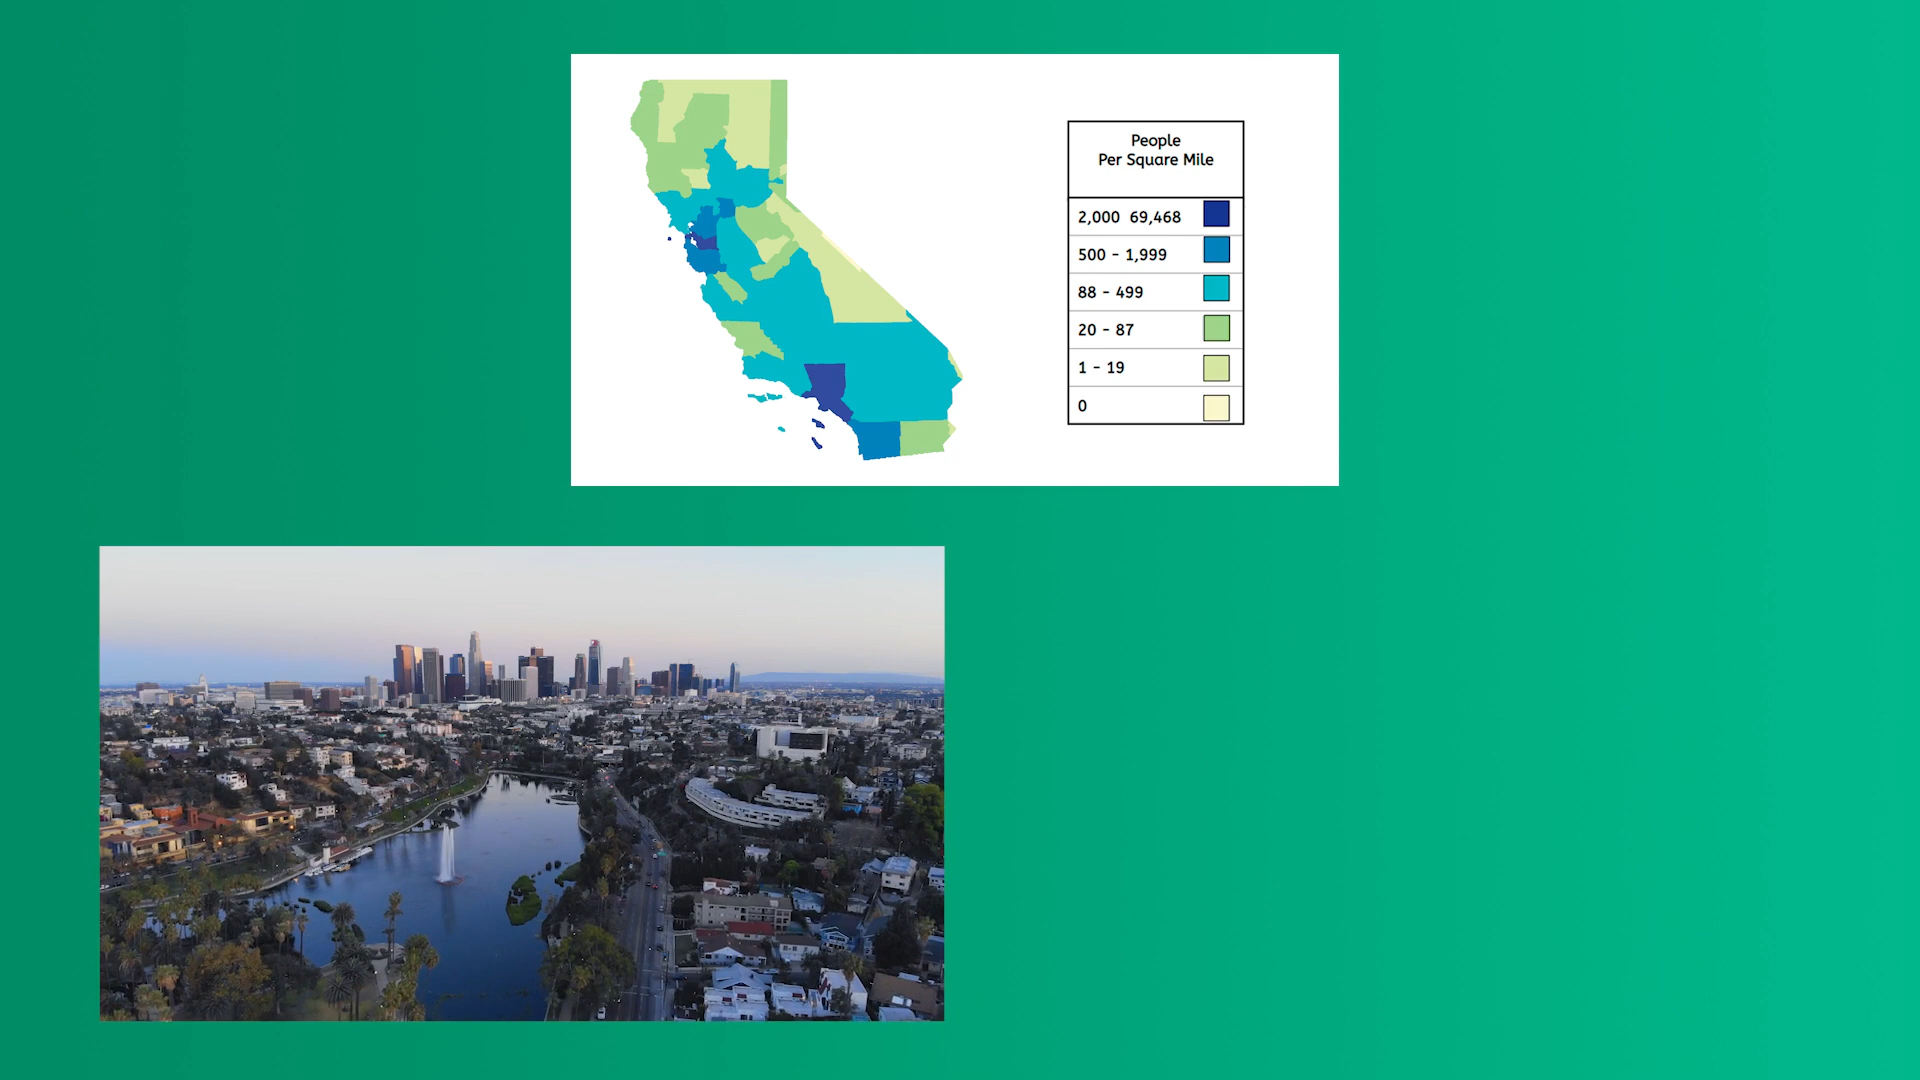 People
Per Square Mile
2,000 69,468
500 - 1,999
88 - 499
20 - 87
1 - 19
0